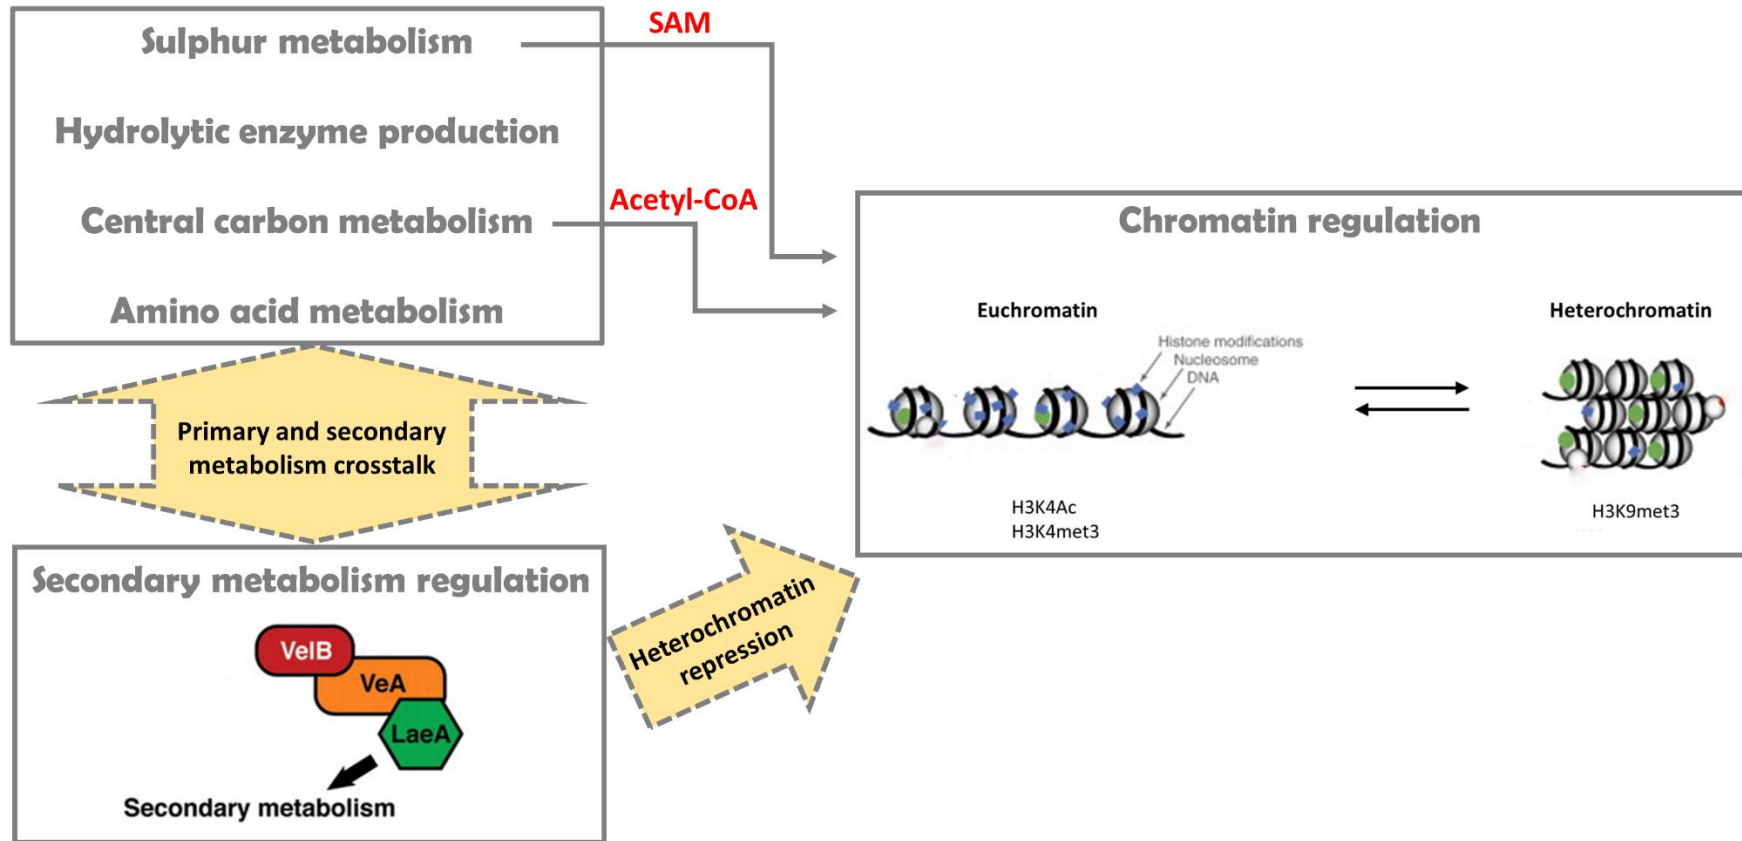 Sulphur metabolism
SAM
Hydrolytic enzyme production
Central carbon metabolism
Acetyl-CoA
Amino acid metabolism
Primary and secondary
metabolism crosstalk
Secondary metabolism regulation
VelB
VeA
LaeA
Secondary metabolism
Heterochromatin
repression
Chromatin regulation
Euchromatin
Histone modifications
Nucleosome
DNA
H3K4Ac
H3K4met3
Heterochromatin
H3K9met3